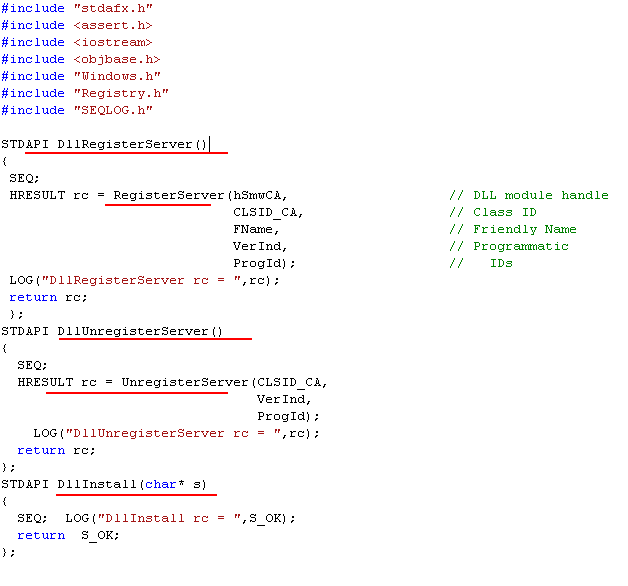 #include "stdafx.h"
#include <assert.h>
#include <iostream>
#include <objbase.h>
#include "Windows.h"
#include "Registry.h"
#include "SEQLOG.h"

STDAPI DllRegisterServer()
{
 SEQ;
 HRESULT rc = RegisterServer(hSmwCA,                    // DLL module handle
                             CLSID_CA,                  // Class ID
                             FName,                     // Friendly Name
                             VerInd,                    // Programmatic
                             ProgId);                   //   IDs
 LOG("DllRegisterServer rc = ",rc);
 return rc;
 };
STDAPI DllUnregisterServer()
{
  SEQ;
  HRESULT rc = UnregisterServer(CLSID_CA,
                                VerInd,
                                ProgId);
    LOG("DllUnregisterServer rc = ",rc);
  return rc;
};
STDAPI DllInstall(char* s)
{
  SEQ;  LOG("DllInstall rc = ",S_OK);
  return  S_OK;
};